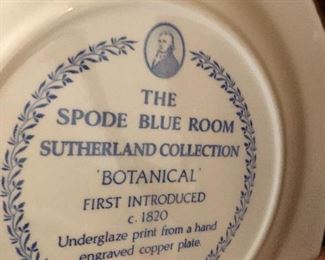 THE
SPODE BLUE ROOM
SUTHERLAND COLLECTION
'BOTANICAL'
FIRST INTRODUCED
c. 1820
Underglaze print from a hand
engraved copper plate.